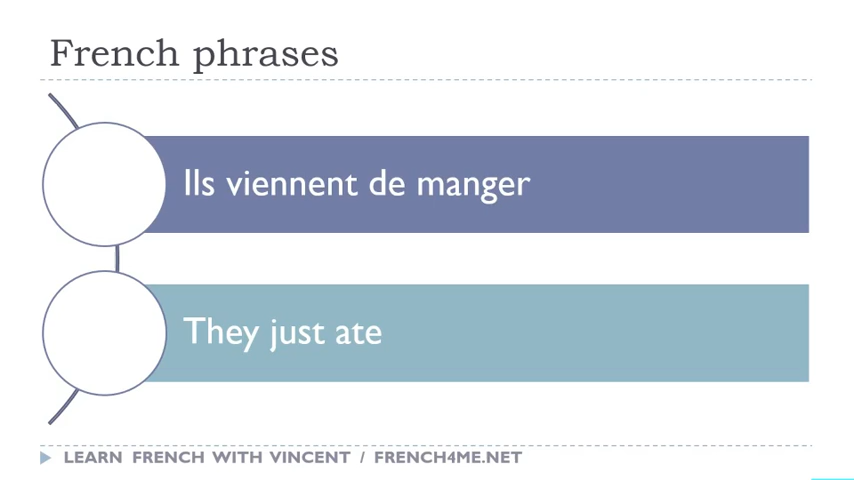 French phrases
Ils viennent de manger
They just ate
LEARN FRENCH WITH VINCENT / FRENCH4ME.NET